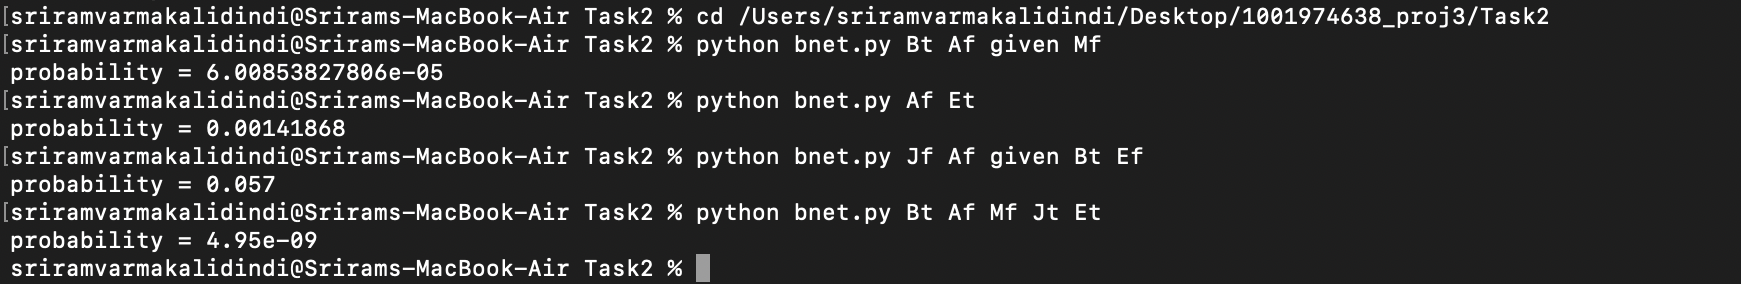 [sriramvarmakalidindi@Srirams-MacBook-Air Task2 % cd /Users/sriramvarmakalidindi/Desktop/1001974638_proj3/Task2
[sriramvarmakalidindi@Srirams-MacBook-Air Task2 % python bnet.py Bt Af given Mf
probability = 6.00853827806e-05
[sriramvarmakalidindi@Srirams-MacBook-Air Task2 % python bnet.py Af Et
probability = 0.00141868
[sriramvarmakalidindi@Srirams-MacBook-Air Task2 % python bnet.py Jf Af given Bt Ef
probability = 0.057
[sriramvarmakalidindi@Srirams-MacBook-Air Task2 % python bnet.py Bt Af Mf Jt Et
probability = 4.95e-09
sriramvarmakalidindi@Srirams-MacBook-Air Task2 %